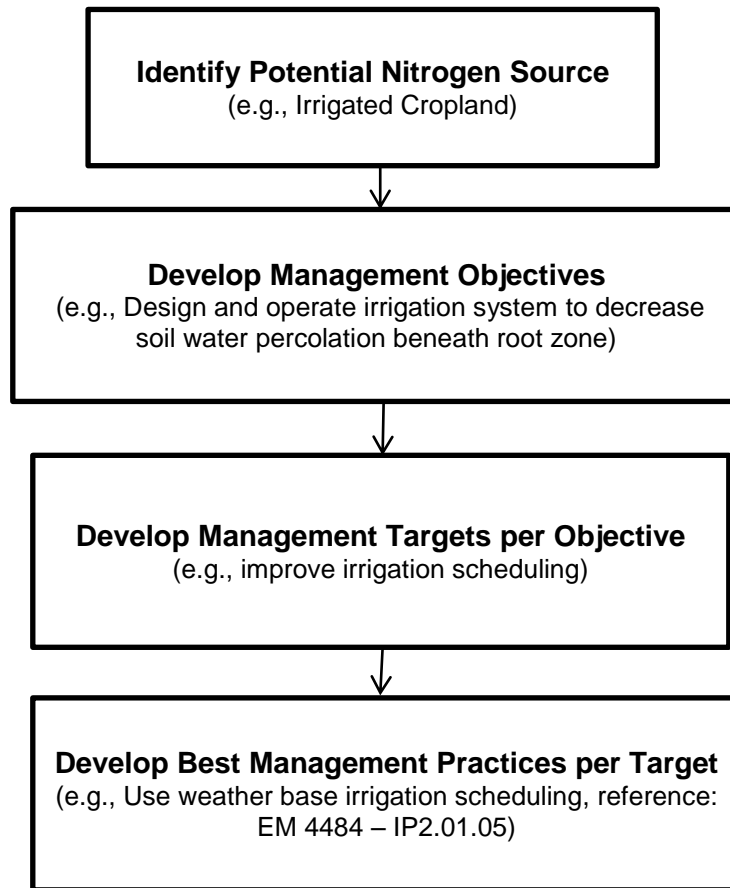 Identify Potential Nitrogen Source
(e.g., Irrigated Cropland)
Develop Management Objectives
(e.g., Design and operate irrigation system to decrease
soil water percolation beneath root zone)
Develop Management Targets per Objective
(e.g., improve irrigation scheduling)
Develop Best Management Practices per Target
(e.g., Use weather base irrigation scheduling, reference:
EM 4484 – IP2.01.05)